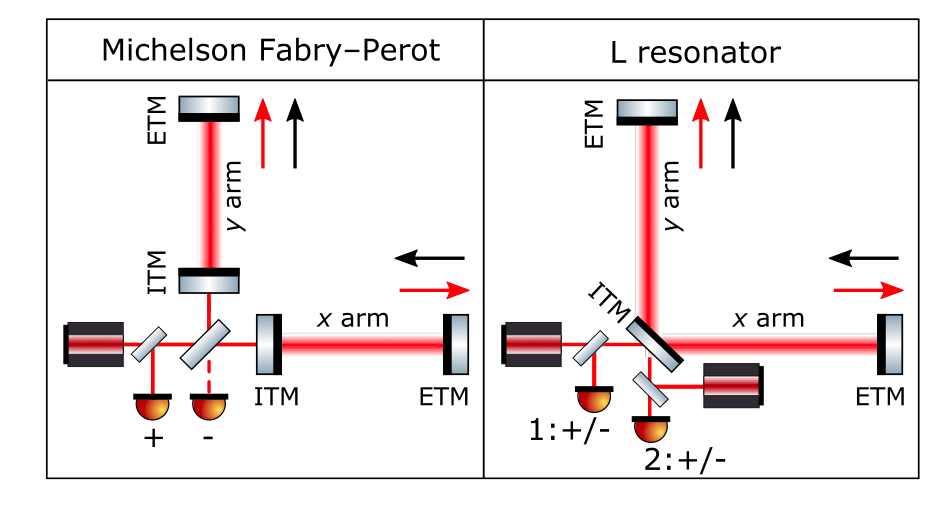 Michelson Fabry–Perot
ETM
y arm
ITM
x arm
ITM
ETM
+
-
L resonator
ETM
y arm
ITM
x arm
ETM
1:+/-
2:+/-